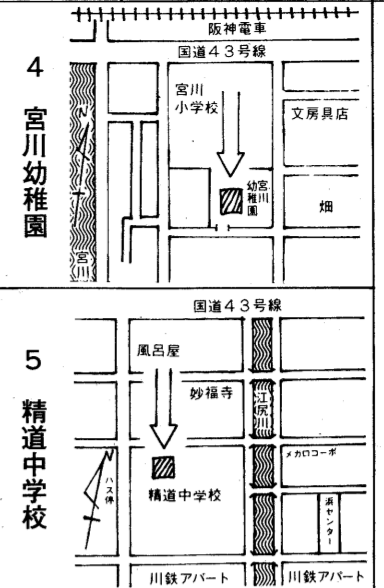 阪神電車
国道43号線
4 宮川幼稚園
宮川
小学校
文房具店
宮川
幼稚園
畑
N
宮川
国道43号線
5 精道中学校
風呂屋
妙福寺
江尻川
メカロコーポ
N
バス停
精道中学校
浜センター
川鉄アパート
川鉄アパート